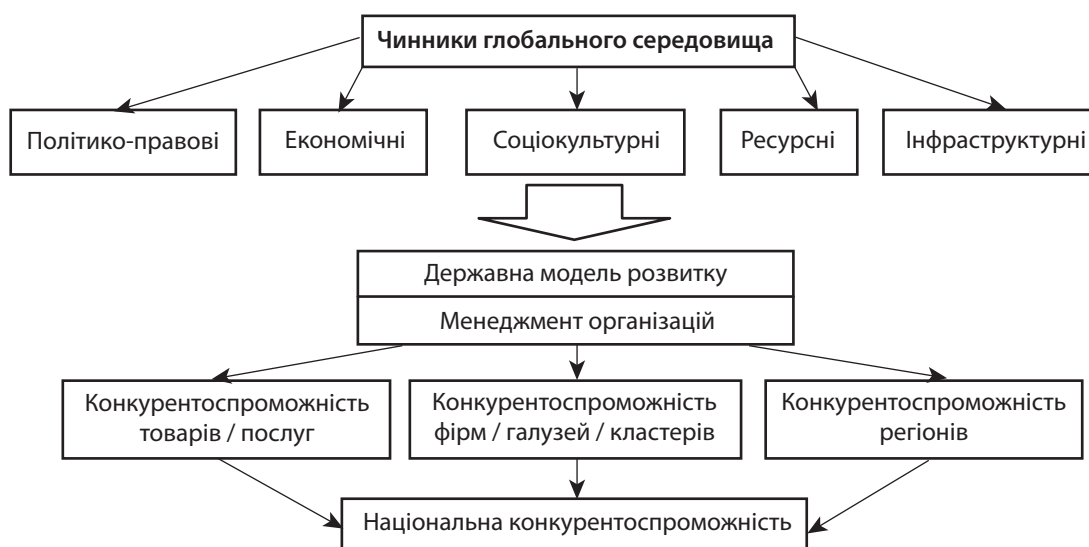 Чинники глобального середовища
Політико-правові
Економічні
Соціокультурні
Ресурсні
Інфраструктурні
Державна модель розвитку
Менеджмент організацій
Конкурентоспроможність
товарів / послуг
Конкурентоспроможність
фірм / галузей / кластерів
Конкурентоспроможність
регіонів
Національна конкурентоспроможність